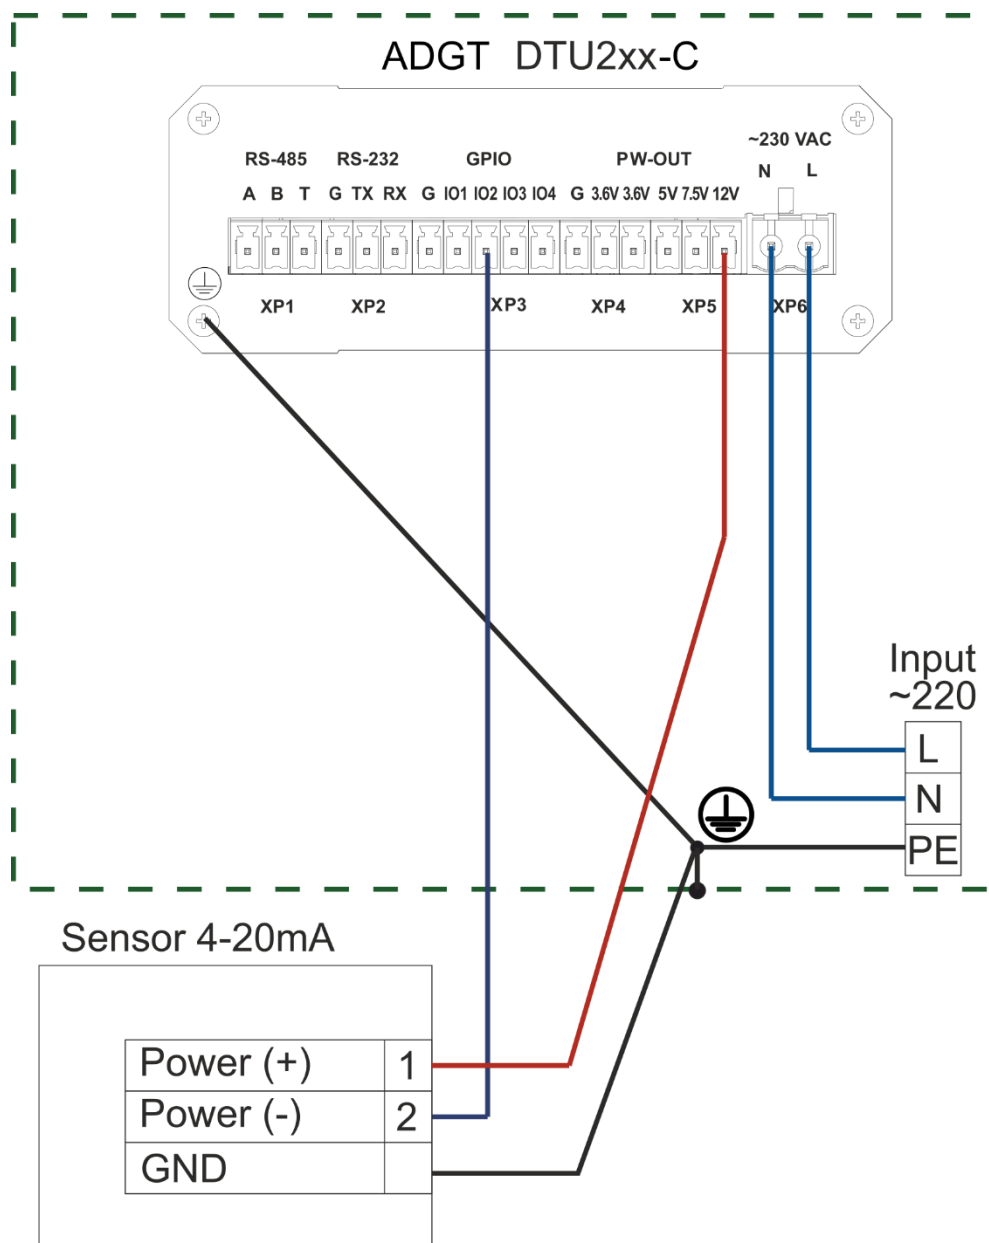 ADGT DTU2xx-C
~230 VAC
RS-485 RS-232 GPIO PW-OUT N L
A B T G TX RX G IO1 IO2 IO3 IO4 G 3.6V 3.6V 5V 7.5V 12V
XP1 XP2 XP3 XP4 XP5 XP6
Input
~220
L
N
PE
Sensor 4-20mA
Power (+) 1
Power (-) 2
GND